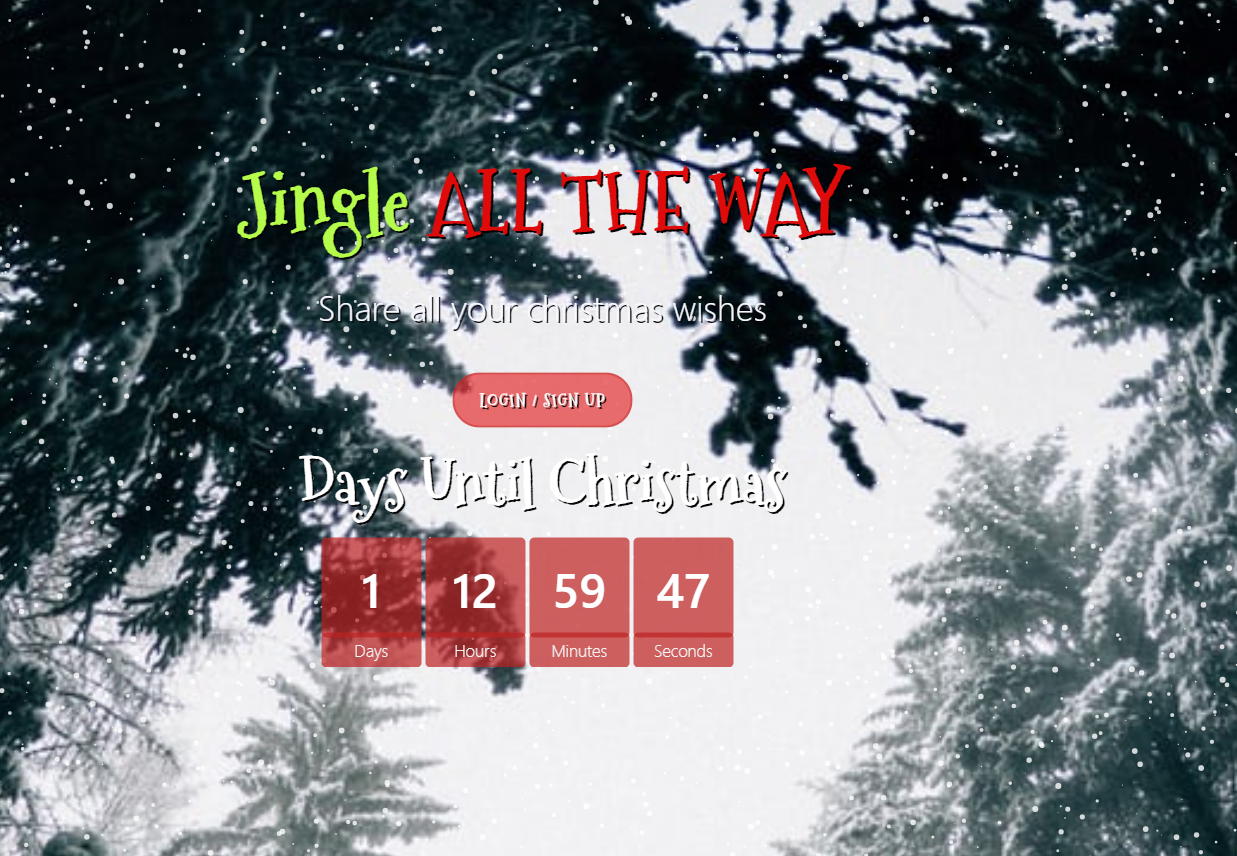 Jingle ALL THE WAY
Share all your christmas wishes
LOGIN / SIGN UP
Days Until Christmas
1 12 59 47
Days Hours Minutes Seconds